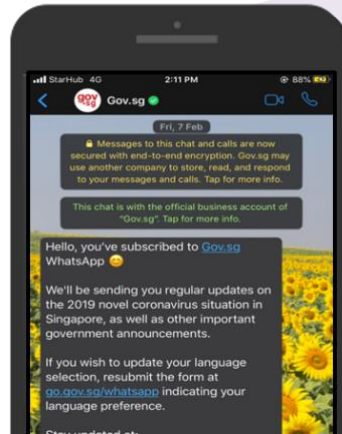 StarHub 4G 2:11 PM 88%
gov
sg
Gov.sg
Fri, 7 Feb
Messages to this chat and calls are now
secured with end-to-end encryption. Gov.sg may
use another company to store, read, and respond
to your messages and calls. Tap for more info.
This chat is with the official business account of
"Gov.sg". Tap for more info.
Hello, you've subscribed to Gov.sg
WhatsApp 😊
We'll be sending you regular updates on
the 2019 novel coronavirus situation in
Singapore, as well as other important
government announcements.
If you wish to update your language
selection, resubmit the form at
go.gov.sg/whatsapp indicating your
language preference.
Stay updated at: